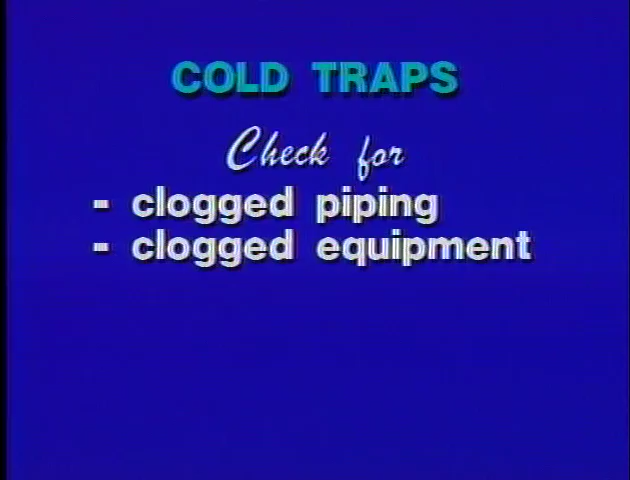 COLD TRAPS
Check for
- clogged piping
- clogged equipment